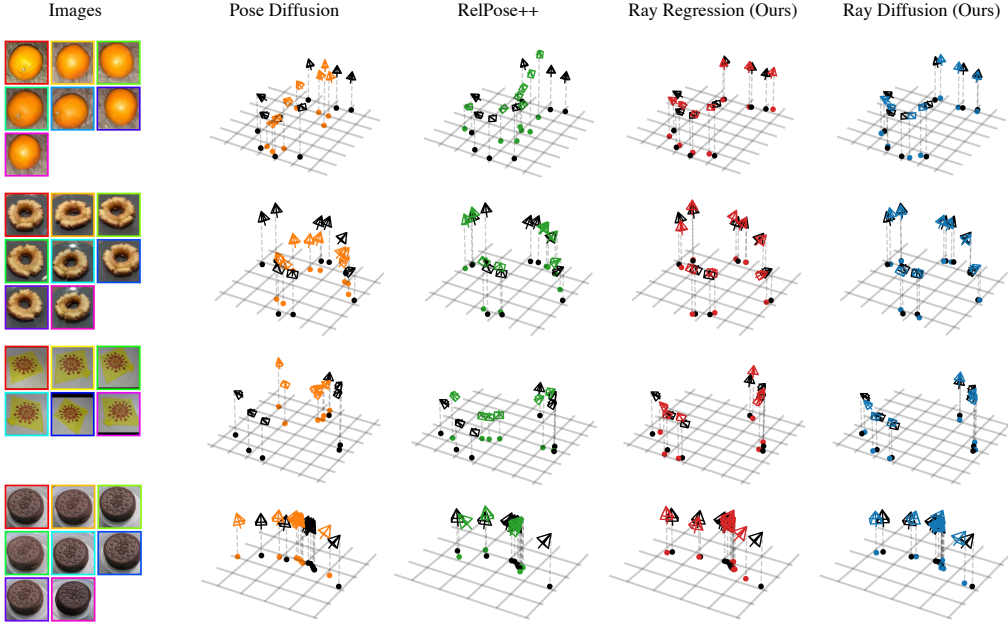 Images
Pose Diffusion
RelPose++
Ray Regression (Ours)
Ray Diffusion (Ours)